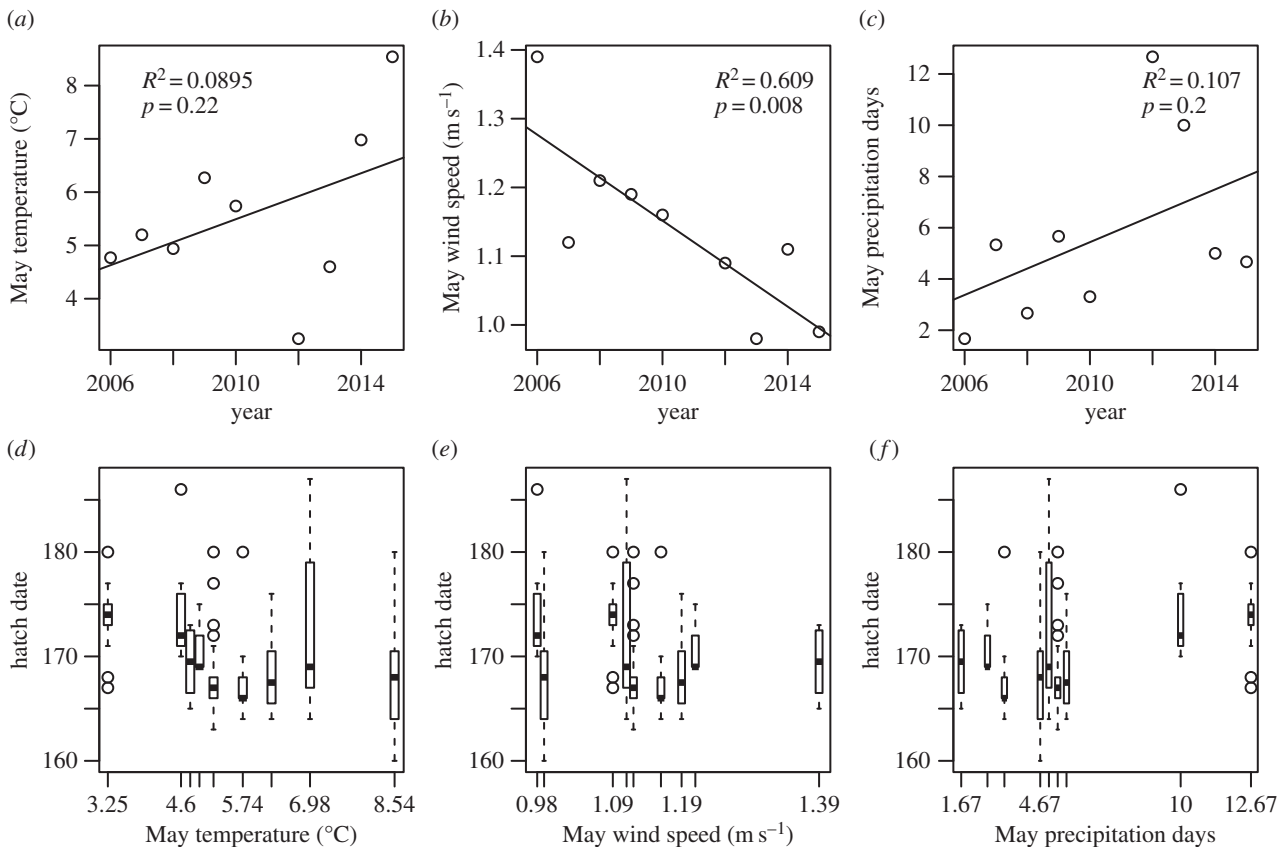 (a)
May temperature (°C)
8
7
6
5
4
R² = 0.0895
p = 0.22
2006 2010 2014
year
(b)
May wind speed (m s⁻¹)
1.4
1.3
1.2
1.1
1.0
R² = 0.609
p = 0.008
2006 2010 2014
year
(c)
May precipitation days
12
10
8
6
4
2
R² = 0.107
p = 0.2
2006 2010 2014
year
(d)
hatch date
180
170
160
3.25 4.6 5.74 6.98 8.54
May temperature (°C)
(e)
hatch date
180
170
160
0.98 1.09 1.19 1.39
May wind speed (m s⁻¹)
(f)
hatch date
180
170
160
1.67 4.67 10 12.67
May precipitation days